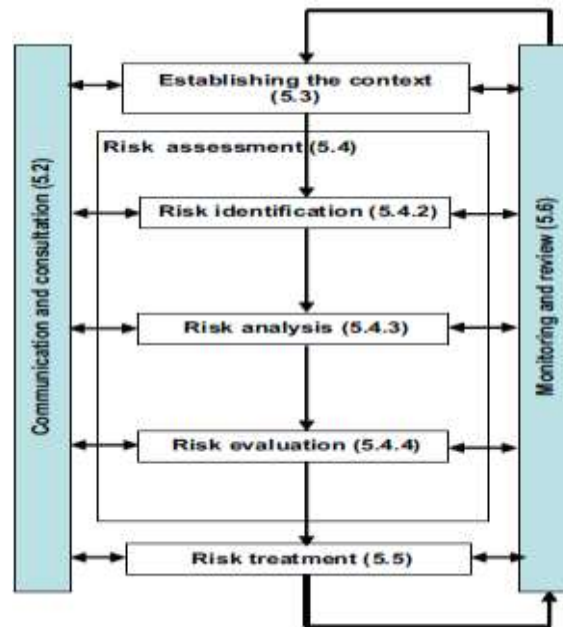 Establishing the context
(5.3)
Risk assessment (5.4)
Risk identification (5.4.2)
Risk analysis (5.4.3)
Risk evaluation (5.4.4)
Risk treatment (5.5)
Communication and consultation (5.2)
Monitoring and review (5.6)